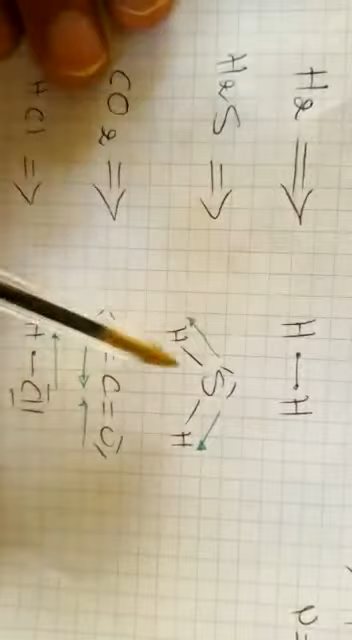 H2 ⇒ H — H
H2S ⇒ H S H
CO2 ⇒ = C = O
HCl ⇒ H — Cl